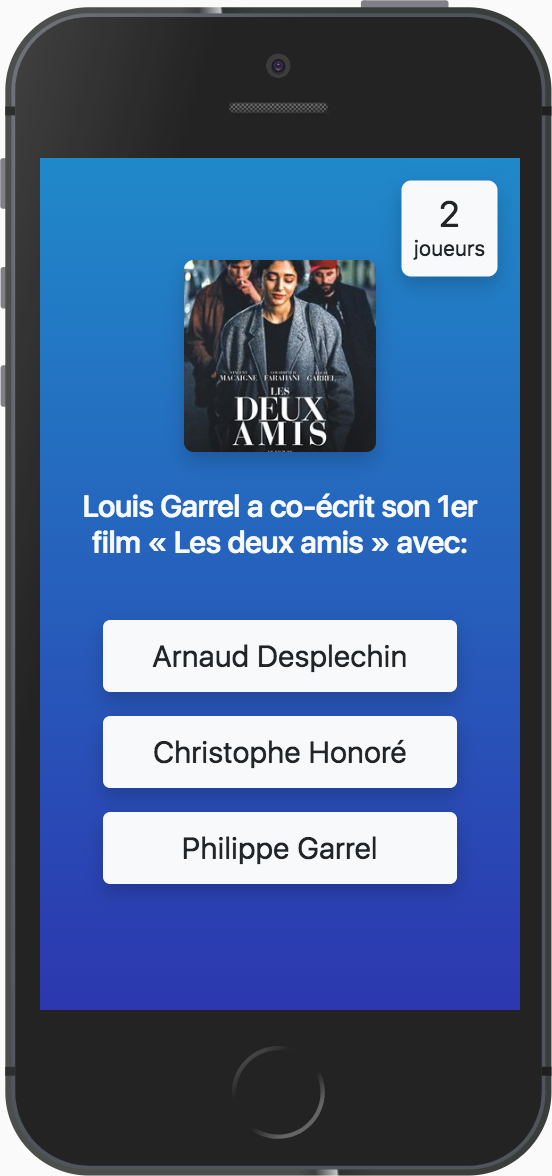 2
joueurs
VINCENT GOLSHIFTEH LOUIS
MACAIGNE FARAHANI GARREL
LES
DEUX
AMIS
Louis Garrel a co-écrit son 1er
film « Les deux amis » avec:
Arnaud Desplechin
Christophe Honoré
Philippe Garrel